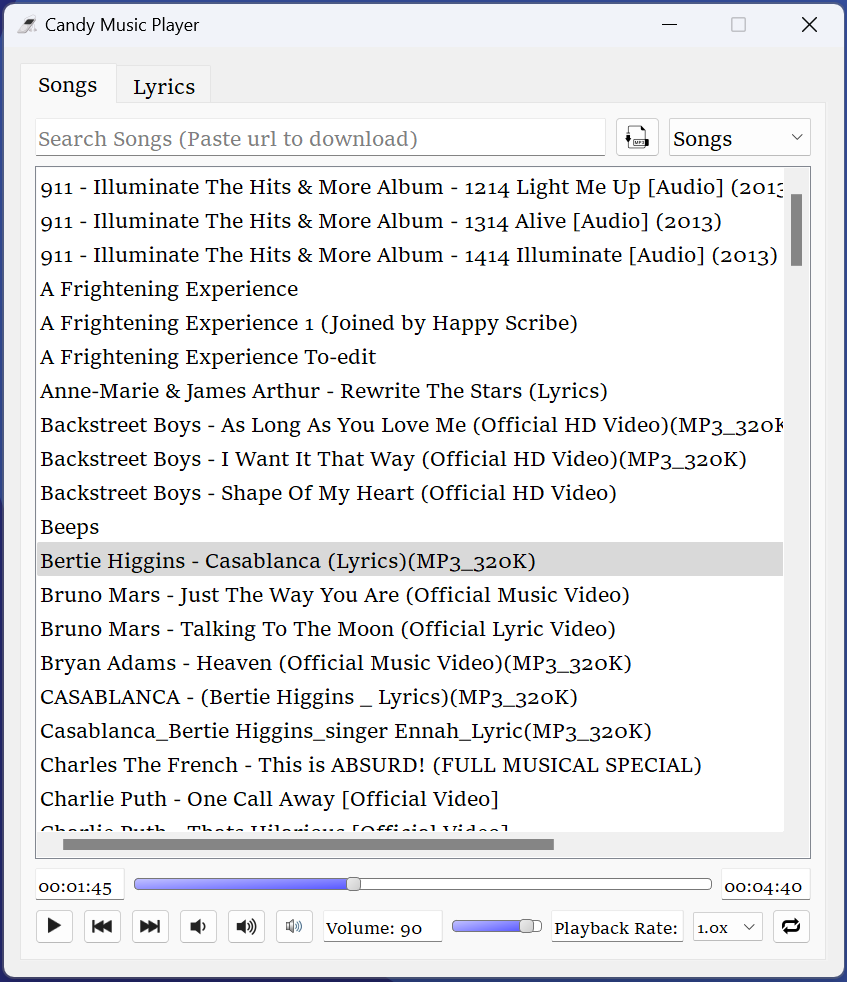 Candy Music Player
Songs
Lyrics
Search Songs (Paste url to download)
MP3
Songs
911 - Illuminate The Hits & More Album - 1214 Light Me Up [Audio] (2013
911 - Illuminate The Hits & More Album - 1314 Alive [Audio] (2013)
911 - Illuminate The Hits & More Album - 1414 Illuminate [Audio] (2013)
A Frightening Experience
A Frightening Experience 1 (Joined by Happy Scribe)
A Frightening Experience To-edit
Anne-Marie & James Arthur - Rewrite The Stars (Lyrics)
Backstreet Boys - As Long As You Love Me (Official HD Video)(MP3_320K
Backstreet Boys - I Want It That Way (Official HD Video)(MP3_320K)
Backstreet Boys - Shape Of My Heart (Official HD Video)
Beeps
Bertie Higgins - Casablanca (Lyrics)(MP3_320K)
Bruno Mars - Just The Way You Are (Official Music Video)
Bruno Mars - Talking To The Moon (Official Lyric Video)
Bryan Adams - Heaven (Official Music Video)(MP3_320K)
CASABLANCA - (Bertie Higgins _ Lyrics)(MP3_320K)
Casablanca_Bertie Higgins_singer Ennah_Lyric(MP3_320K)
Charles The French - This is ABSURD! (FULL MUSICAL SPECIAL)
Charlie Puth - One Call Away [Official Video]
Charlie Puth - Thats Hilarious [Official Video]
00:01:45
00:04:40
Volume: 90
Playback Rate:
1.0x